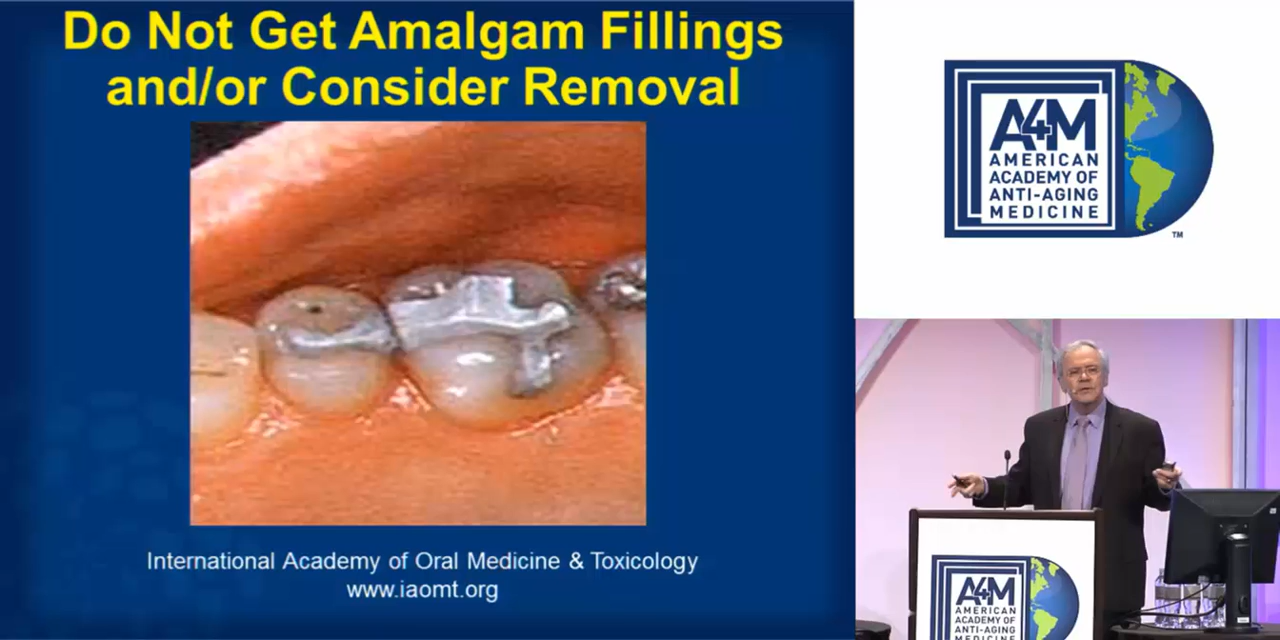 Do Not Get Amalgam Fillings
and/or Consider Removal
International Academy of Oral Medicine & Toxicology
www.iaomt.org
A4M
AMERICAN
ACADEMY OF
ANTI-AGING
MEDICINE
TM
A4M
AMERICAN
ACADEMY OF
ANTI-AGING
MEDICINE